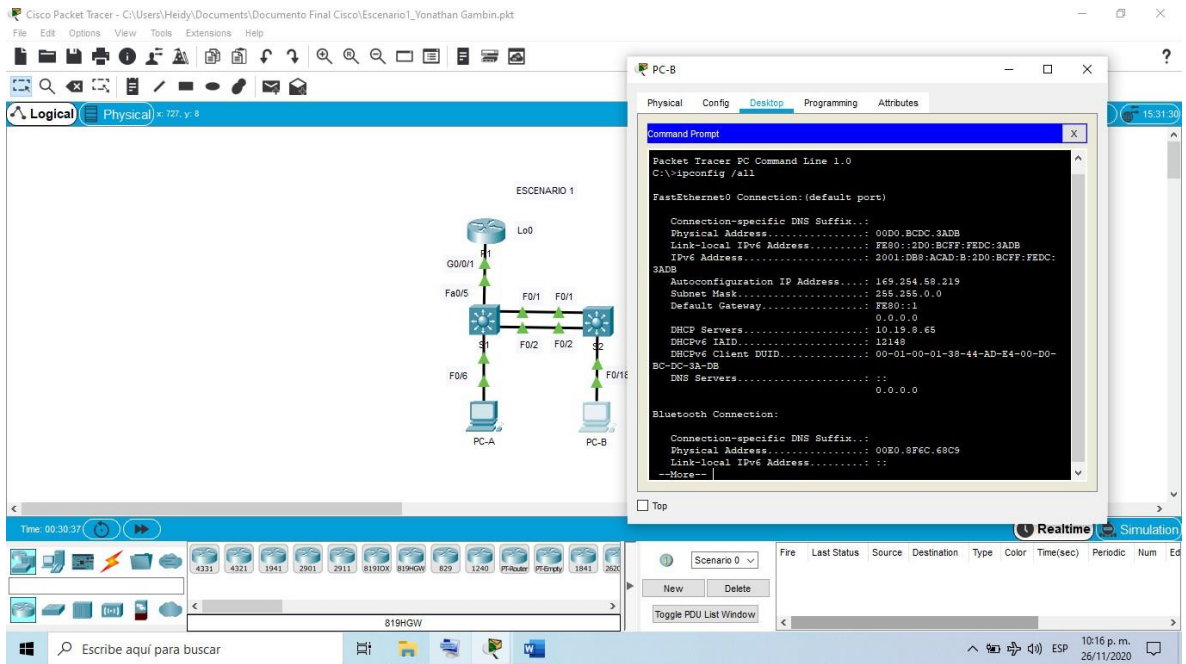 Cisco Packet Tracer - C:\Users\Heidy\Documents\Documento Final Cisco\Escenario1_Yonathan Gambin.pkt
File Edit Options View Tools Extensions Help
?
Logical Physical x: 727, y: 8
15:31:30
ESCENARIO 1
Lo0
R1
G0/0/1
Fa0/5
F0/1 F0/1
S1
F0/2 F0/2
S2
F0/6
F0/18
PC-A
PC-B
PC-B
Physical Config Desktop Programming Attributes
Command Prompt X
Packet Tracer PC Command Line 1.0
C:\>ipconfig /all
FastEthernet0 Connection:(default port)
Connection-specific DNS Suffix..:
Physical Address................: 00D0.BCDC.3ADB
Link-local IPv6 Address.........: FE80::2D0:BCFF:FEDC:3ADB
IPv6 Address....................: 2001:DB8:ACAD:B:2D0:BCFF:FEDC:
3ADB
Autoconfiguration IP Address....: 169.254.58.219
Subnet Mask.....................: 255.255.0.0
Default Gateway.................: FE80::1
0.0.0.0
DHCP Servers....................: 10.19.8.65
DHCPv6 IAID.....................: 12148
DHCPv6 Client DUID..............: 00-01-00-01-38-44-AD-E4-00-D0-
BC-DC-3A-DB
DNS Servers.....................: ::
0.0.0.0
Bluetooth Connection:
Connection-specific DNS Suffix..:
Physical Address................: 00E0.8F6C.68C9
Link-local IPv6 Address.........: ::
--More--
Top
Time: 00:30:37
Realtime Simulation
4331 4321 1941 2901 2911 819IOX 819HGW 829 1240 PT-Router PT-Empty 1841 2620
819HGW
Scenario 0
New Delete
Toggle PDU List Window
Fire Last Status Source Destination Type Color Time(sec) Periodic Num Ed
Escribe aquí para buscar
ESP
10:16 p. m.
26/11/2020